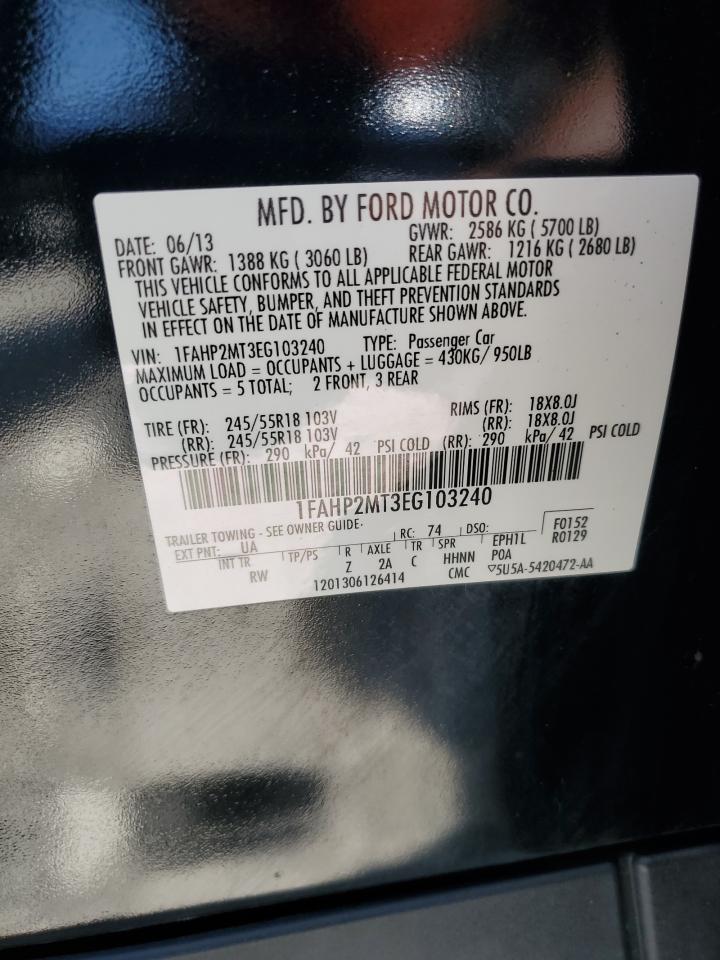 MFD. BY FORD MOTOR CO.
DATE: 06/13 GVWR: 2586 KG ( 5700 LB)
FRONT GAWR: 1388 KG ( 3060 LB) REAR GAWR: 1216 KG ( 2680 LB)
THIS VEHICLE CONFORMS TO ALL APPLICABLE FEDERAL MOTOR
VEHICLE SAFETY, BUMPER, AND THEFT PREVENTION STANDARDS
IN EFFECT ON THE DATE OF MANUFACTURE SHOWN ABOVE.
VIN: 1FAHP2MT3EG103240 TYPE: Passenger Car
MAXIMUM LOAD = OCCUPANTS + LUGGAGE = 430KG/ 950LB
OCCUPANTS = 5 TOTAL; 2 FRONT, 3 REAR
TIRE (FR): 245/55R18 103V RIMS (FR): 18X8.0J
(RR): 245/55R18 103V (RR): 18X8.0J
PRESSURE (FR): 290 kPa/ 42 PSI COLD (RR): 290 kPa/ 42 PSI COLD
1FAHP2MT3EG103240
TRAILER TOWING - SEE OWNER GUIDE- RC: 74 DSO: F0152
EXT PNT: UA EPH1L R0129
INT TR TP/PS R AXLE TR SPR P0A
RW Z 2A C HHNN
1201306126414 CMC ▽5U5A-5420472-AA